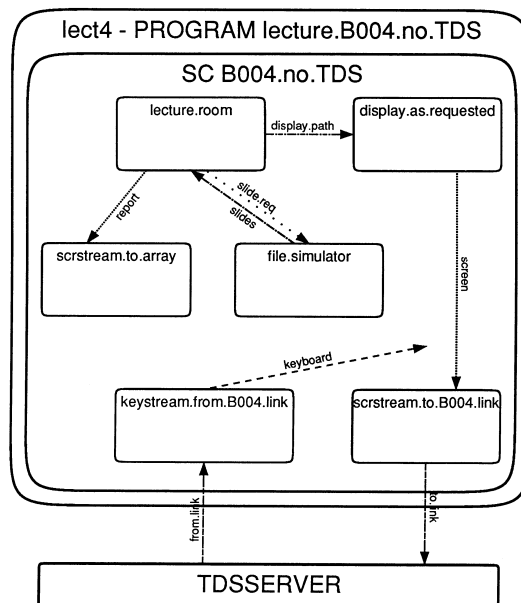 lect4 - PROGRAM lecture.B004.no.TDS
SC B004.no.TDS
lecture.room
display.path
display.as.requested
report
slide.req
slides
scrstream.to.array
file.simulator
screen
keyboard
keystream.from.B004.link
scrstream.to.B004.link
from.link
to.link
TDSSERVER